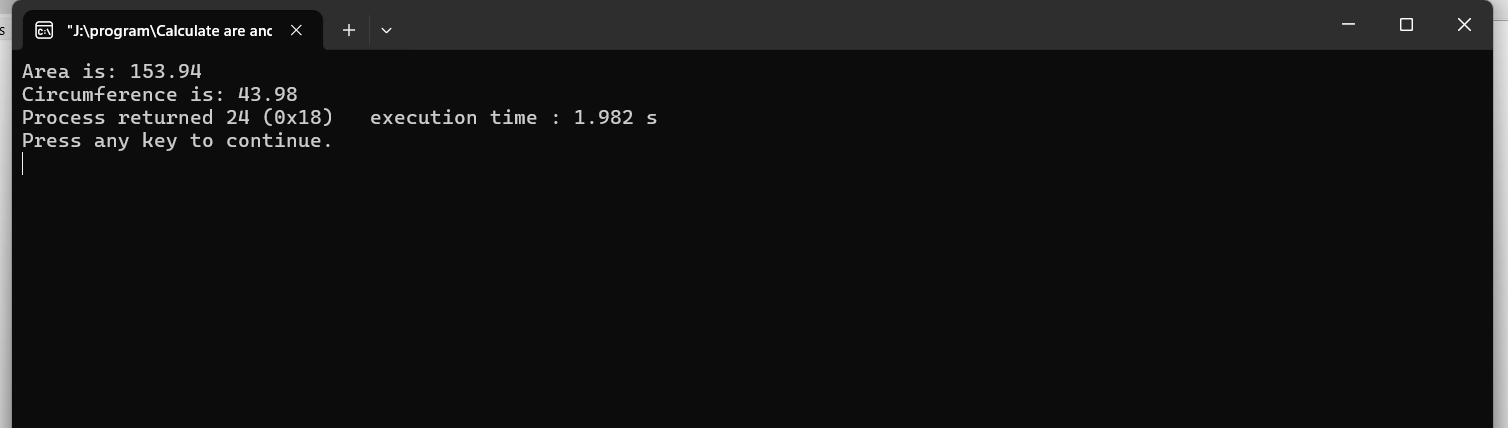 "J:\program\Calculate are and
Area is: 153.94
Circumference is: 43.98
Process returned 24 (0x18)   execution time : 1.982 s
Press any key to continue.